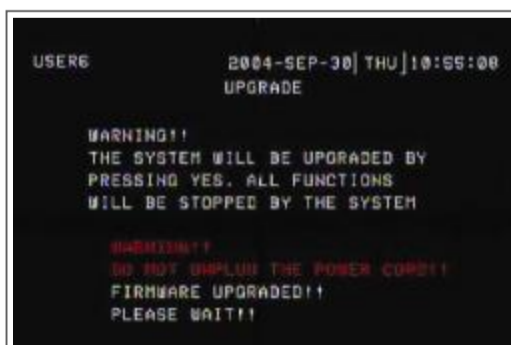 USER6 2004-SEP-30 THU 10:55:08
UPGRADE
WARNING!!
THE SYSTEM WILL BE UPGRADED BY
PRESSING YES. ALL FUNCTIONS
WILL BE STOPPED BY THE SYSTEM
WARNING!!
DO NOT UNPLUG THE POWER CORD!!
FIRMWARE UPGRADED!!
PLEASE WAIT!!